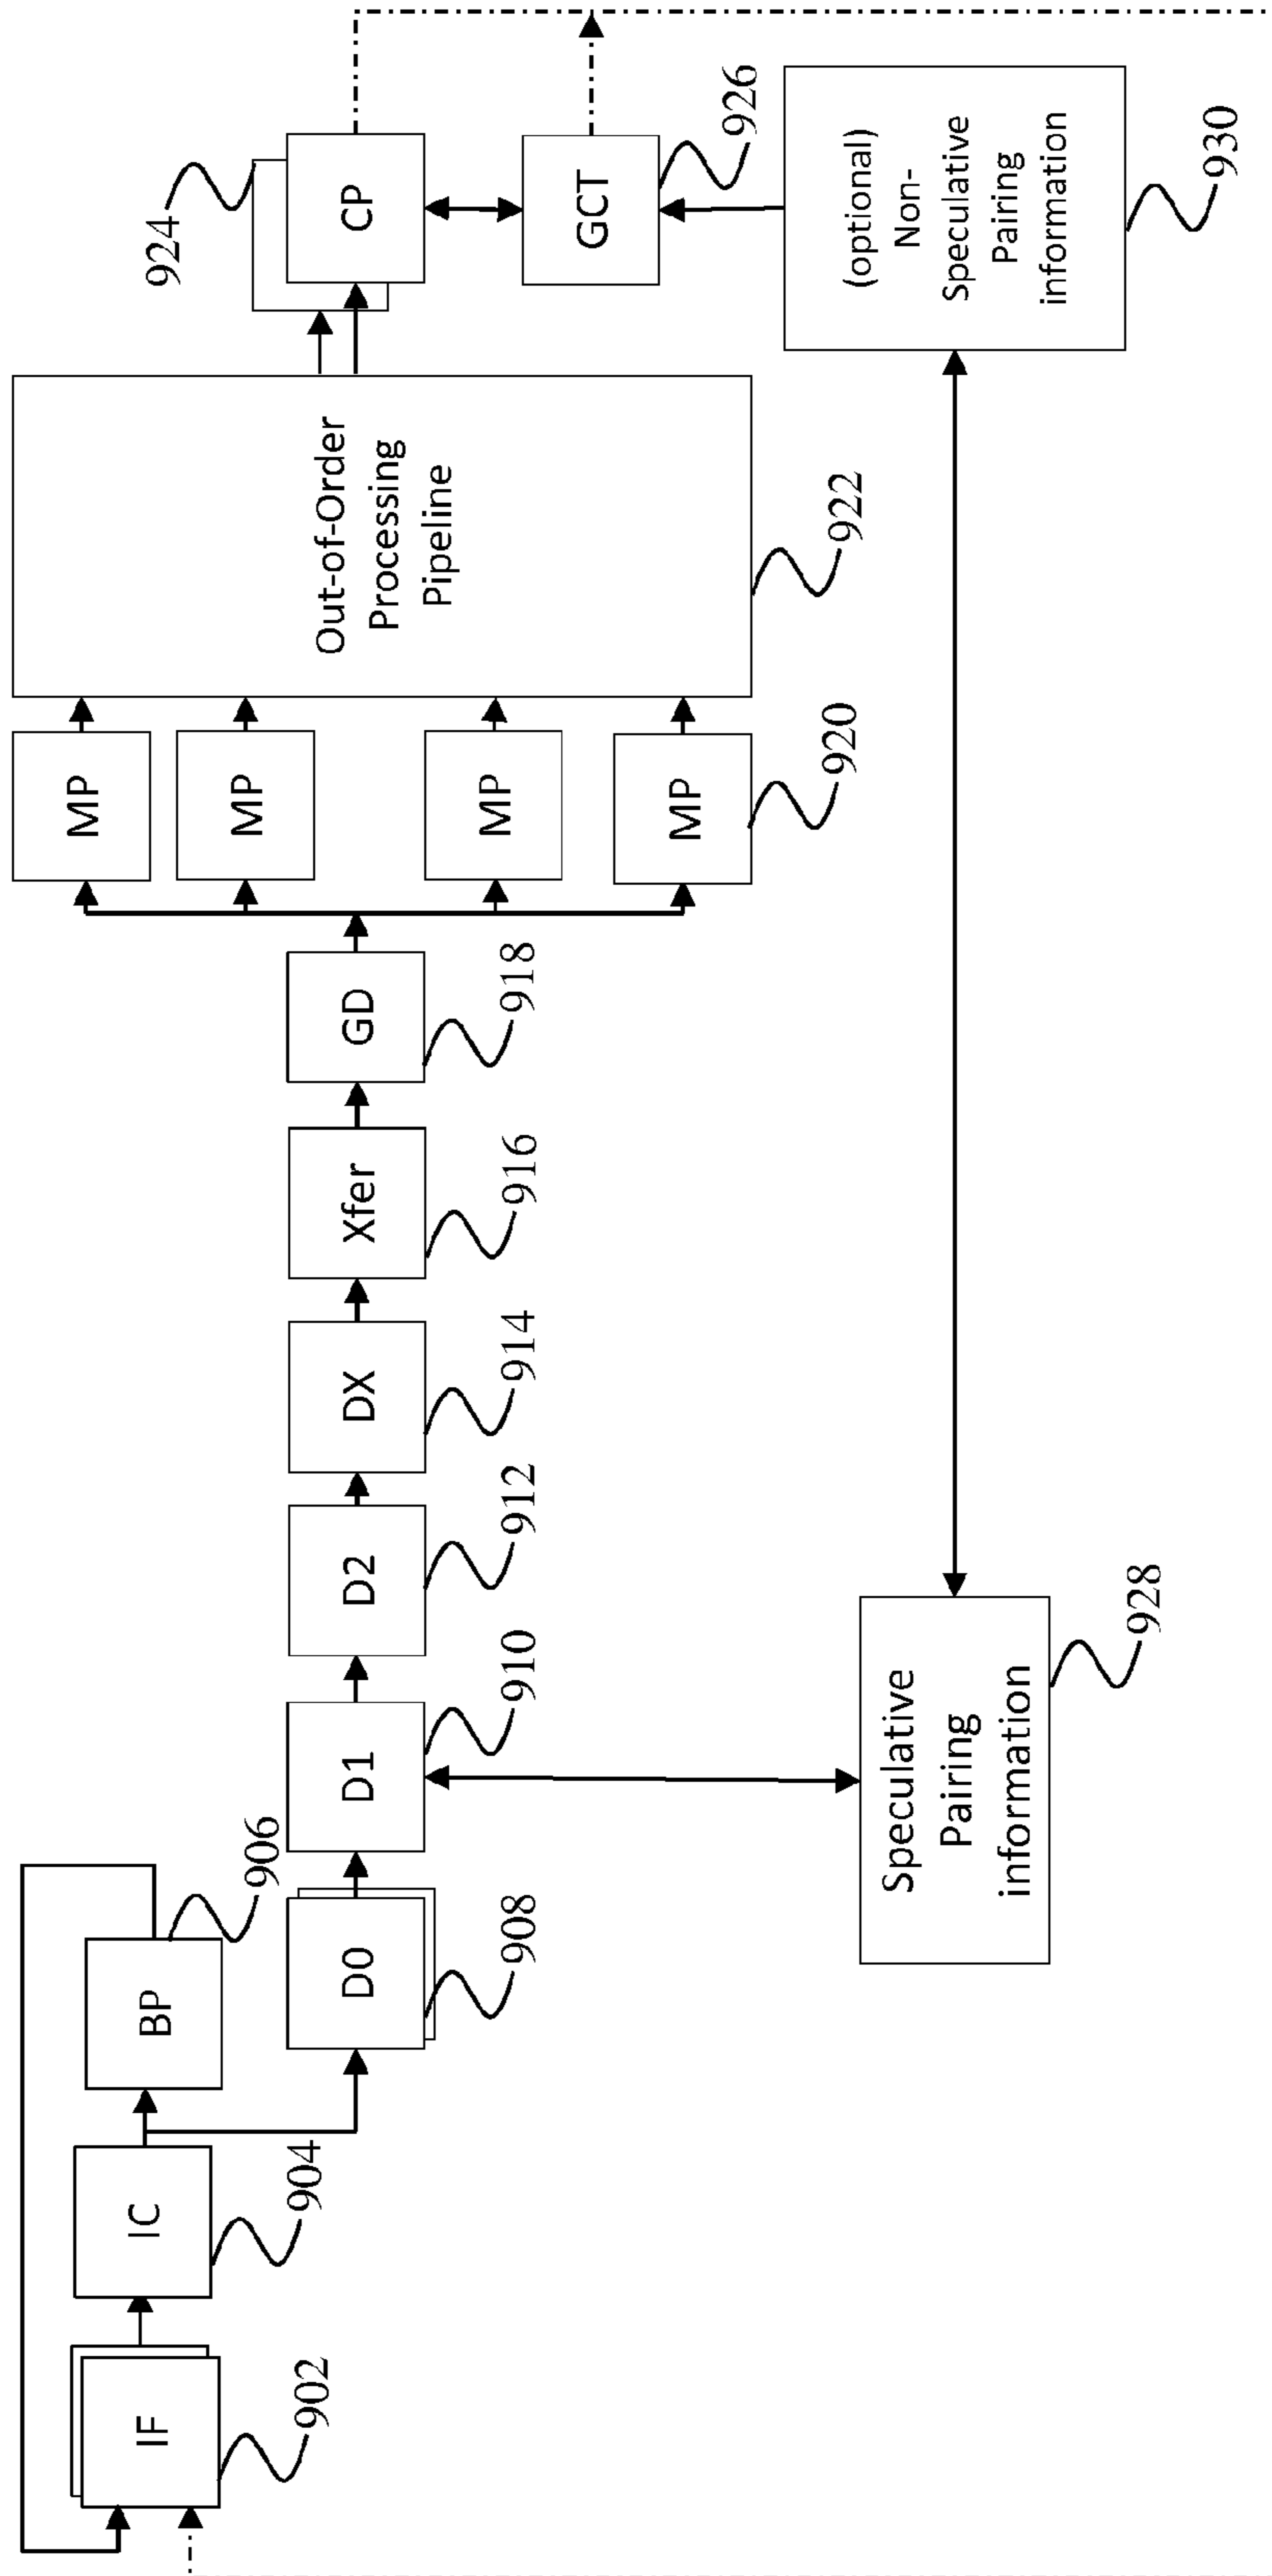 IF
902
IC
904
BP
906
D0
908
D1
910
D2
912
DX
914
Xfer
916
GD
918
MP
MP
MP
MP
920
Out-of-Order
Processing
Pipeline
922
924
CP
GCT
926
Speculative
Pairing
information
928
(optional)
Non-
Speculative
Pairing
information
930